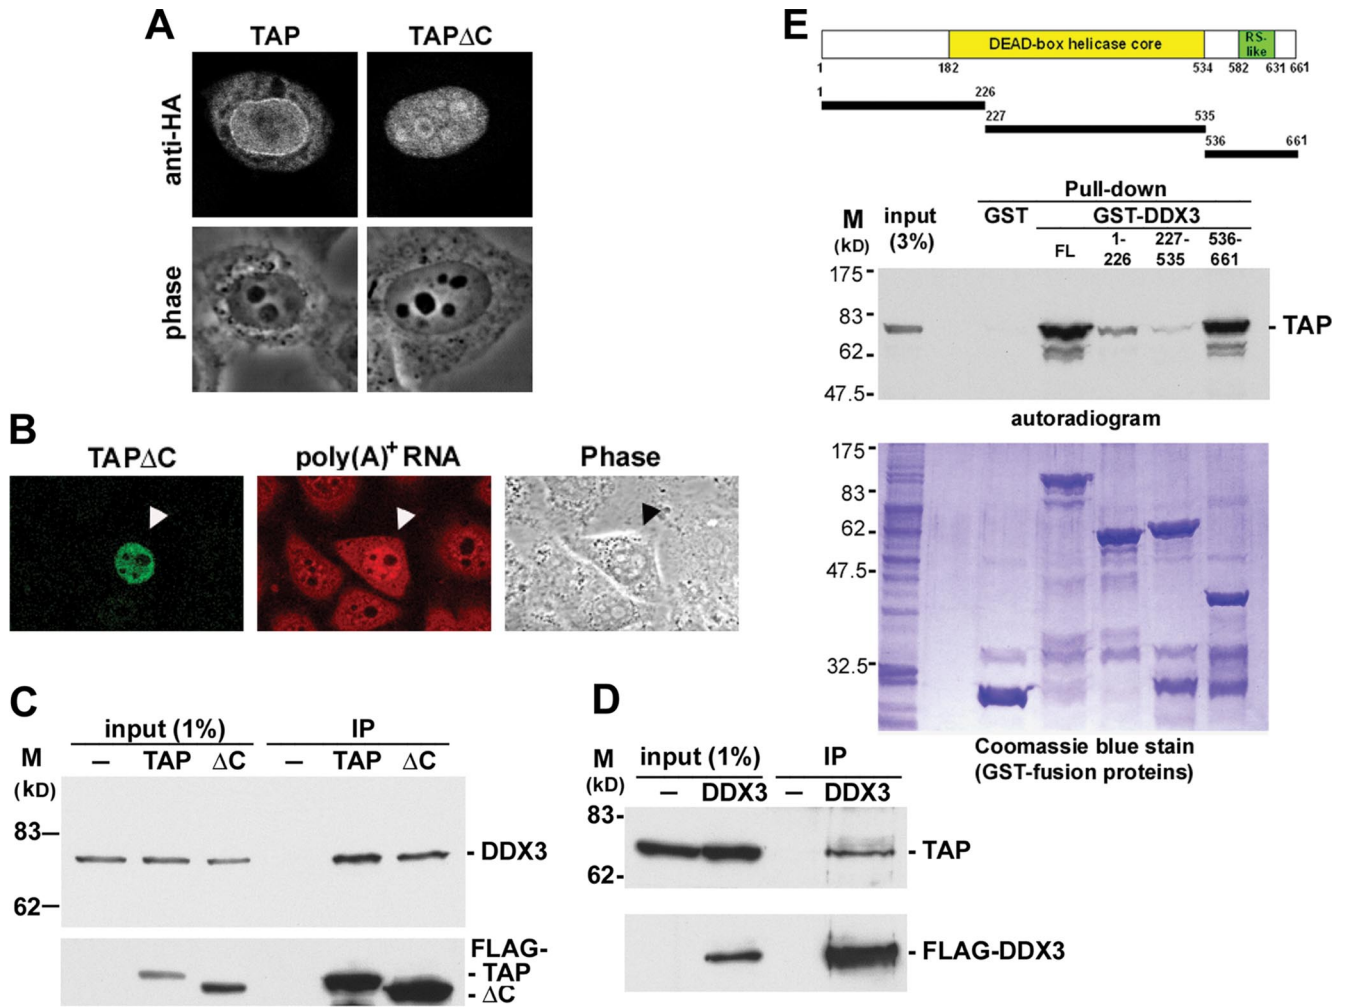 A
TAP
TAPΔC
anti-HA
phase
B
TAPΔC
poly(A)+ RNA
Phase
C
input (1%)
IP
M
(kD)
–
TAP
ΔC
–
TAP
ΔC
83
62
- DDX3
FLAG-
- TAP
- ΔC
D
input (1%)
IP
M
(kD)
–
DDX3
–
DDX3
83-
62-
- TAP
- FLAG-DDX3
E
DEAD-box helicase core
RS-
like
1
182
534
582
631
661
1
226
227
535
536
661
Pull-down
M
(kD)
input
(3%)
GST
GST-DDX3
FL
1-
226
227-
535
536-
661
175-
83-
62-
47.5-
- TAP
autoradiogram
175-
83-
62-
47.5-
32.5-
Coomassie blue stain
(GST-fusion proteins)